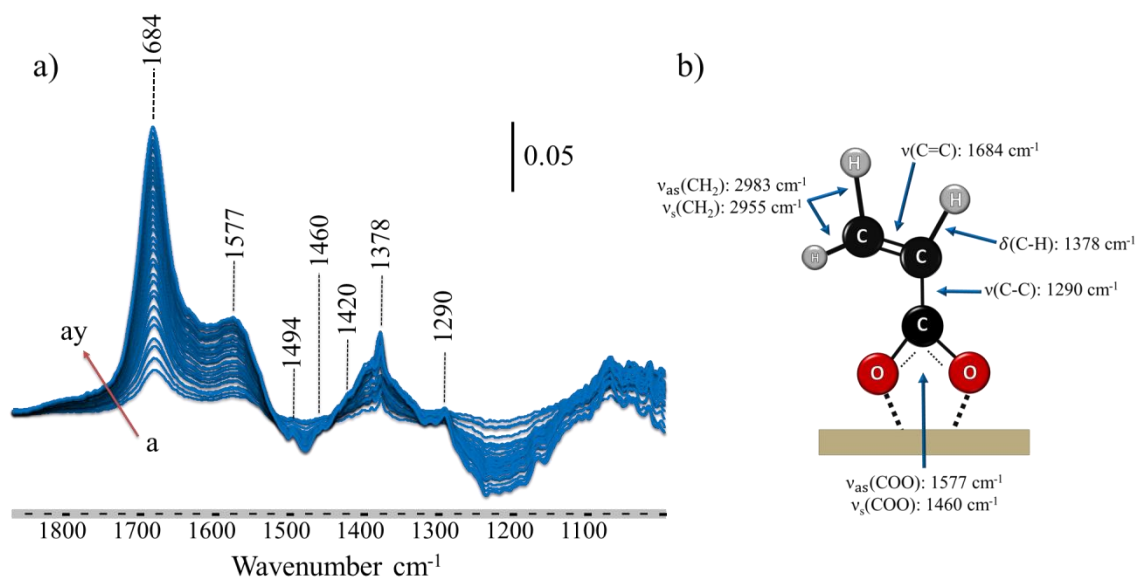 a)
1684
1577
1494
1460
1420
1378
1290
0.05
ay
a
1800 1700 1600 1500 1400 1300 1200 1100
Wavenumber cm⁻¹
b)
ν(C=C): 1684 cm⁻¹
νas(CH₂): 2983 cm⁻¹
νs(CH₂): 2955 cm⁻¹
H
H
H
C
C
δ(C-H): 1378 cm⁻¹
ν(C-C): 1290 cm⁻¹
C
O
O
νas(COO): 1577 cm⁻¹
νs(COO): 1460 cm⁻¹